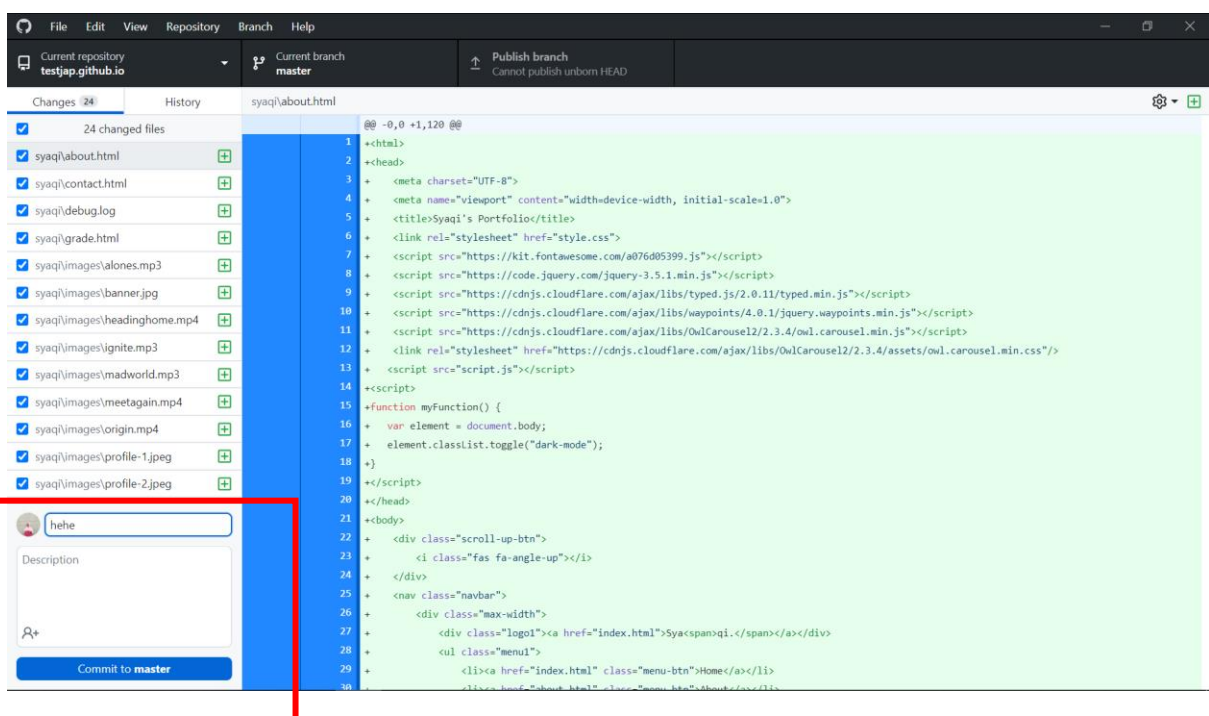 File Edit View Repository Branch Help
Current repository
testjap.github.io
Current branch
master
Publish branch
Cannot publish unborn HEAD
Changes 24 History
syaqi\about.html
24 changed files
syaqi\about.html
syaqi\contact.html
syaqi\debug.log
syaqi\grade.html
syaqi\images\alones.mp3
syaqi\images\banner.jpg
syaqi\images\headinghome.mp4
syaqi\images\ignite.mp3
syaqi\images\madworld.mp3
syaqi\images\meetagain.mp4
syaqi\images\origin.mp4
syaqi\images\profile-1.jpeg
syaqi\images\profile-2.jpeg
hehe
Description
Commit to master
@@ -0,0 +1,120 @@
1 +<html>
2 +<head>
3 + <meta charset="UTF-8">
4 + <meta name="viewport" content="width=device-width, initial-scale=1.0">
5 + <title>Syaqi's Portfolio</title>
6 + <link rel="stylesheet" href="style.css">
7 + <script src="https://kit.fontawesome.com/a076d05399.js"></script>
8 + <script src="https://code.jquery.com/jquery-3.5.1.min.js"></script>
9 + <script src="https://cdnjs.cloudflare.com/ajax/libs/typed.js/2.0.11/typed.min.js"></script>
10 + <script src="https://cdnjs.cloudflare.com/ajax/libs/waypoints/4.0.1/jquery.waypoints.min.js"></script>
11 + <script src="https://cdnjs.cloudflare.com/ajax/libs/OwlCarousel2/2.3.4/owl.carousel.min.js"></script>
12 + <link rel="stylesheet" href="https://cdnjs.cloudflare.com/ajax/libs/OwlCarousel2/2.3.4/assets/owl.carousel.min.css"/>
13 + <script src="script.js"></script>
14 +<script>
15 +function myFunction() {
16 + var element = document.body;
17 + element.classList.toggle("dark-mode");
18 +}
19 +</script>
20 +</head>
21 +<body>
22 + <div class="scroll-up-btn">
23 + <i class="fas fa-angle-up"></i>
24 + </div>
25 + <nav class="navbar">
26 + <div class="max-width">
27 + <div class="logo1"><a href="index.html">Sya<span>qi.</span></a></div>
28 + <ul class="menu1">
29 + <li><a href="index.html" class="menu-btn">Home</a></li>
30 + <li><a href="about.html" class="menu-btn">About</a></li>